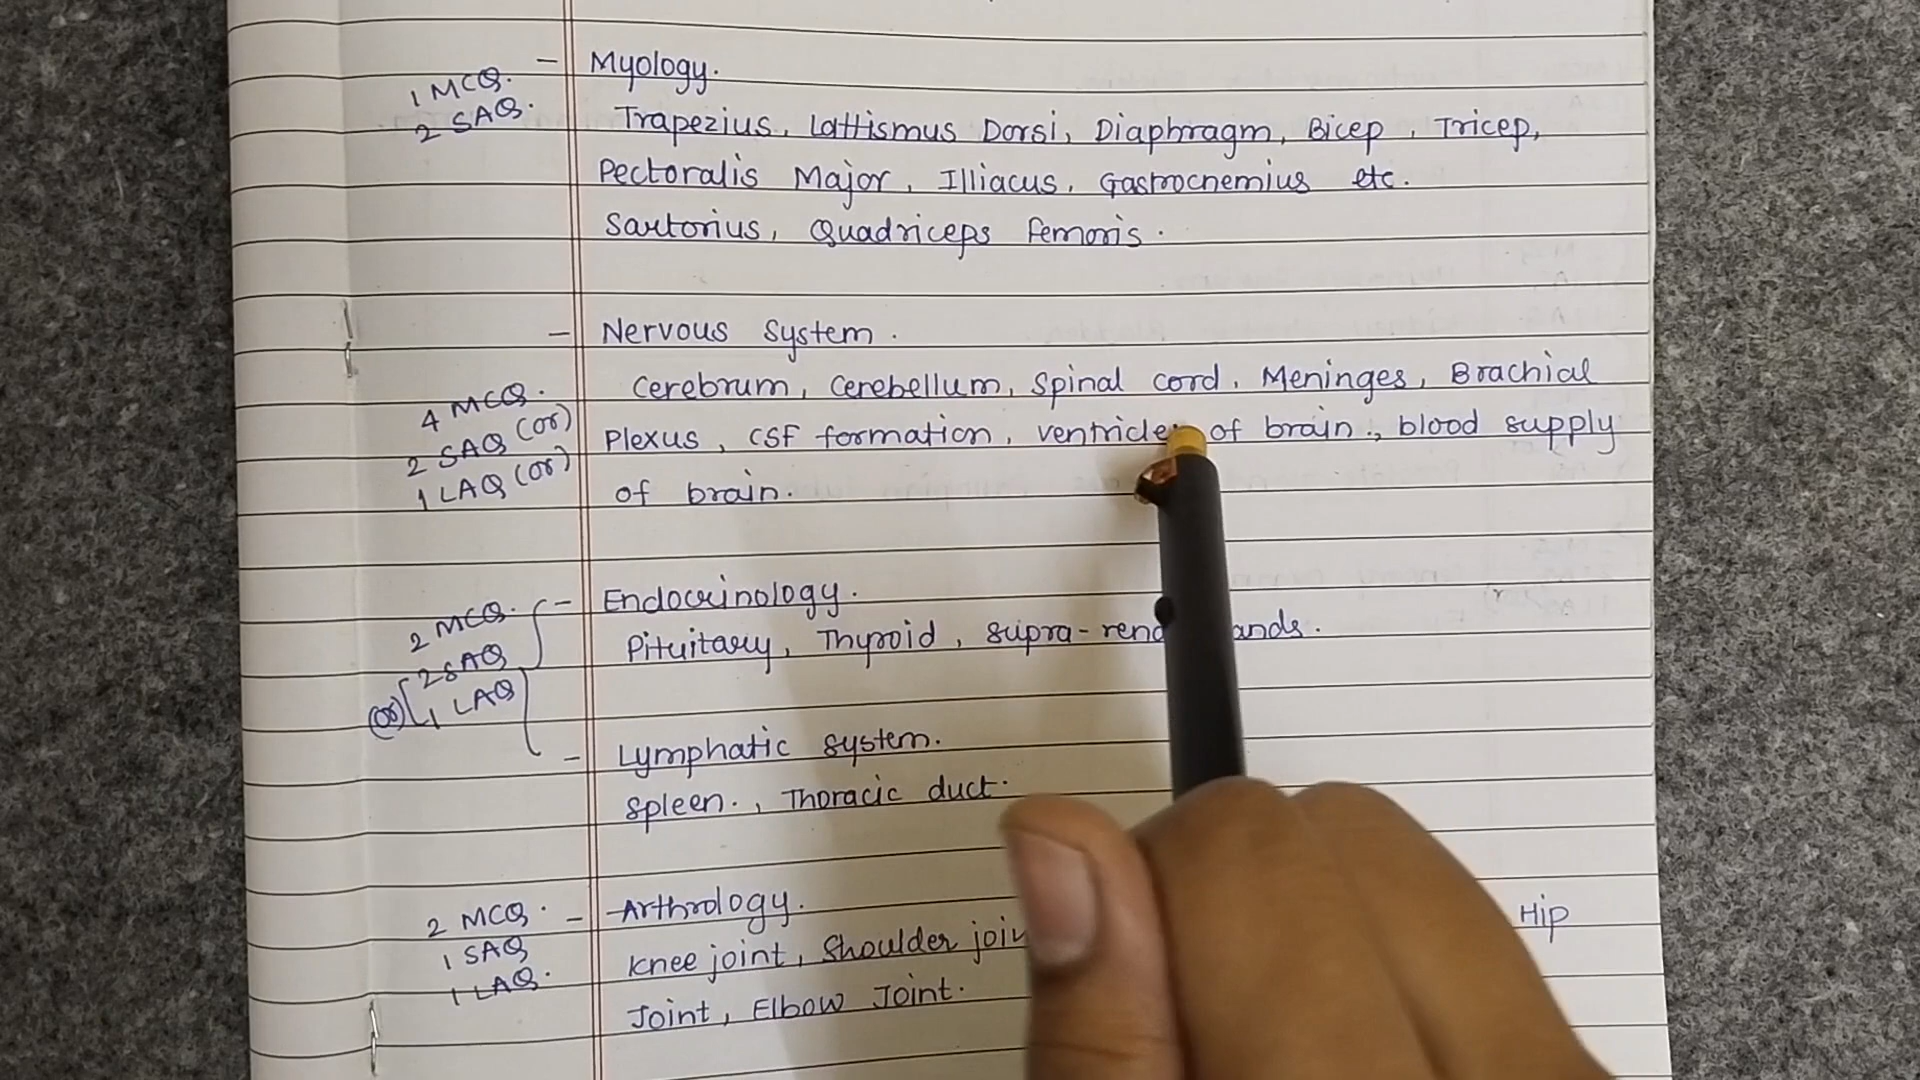 - Myology.
1 MCQ.
2 SAQ.
Trapezius, Lattismus Dorsi, Diaphragm, Bicep, Tricep,
Pectoralis Major, Illiacus, Gastrocnemius etc.
Sartorius, Quadriceps femoris.
- Nervous System.
4 MCQ.
2 SAQ (or)
1 LAQ (or)
Cerebrum, Cerebellum, Spinal cord, Meninges, Brachial
Plexus, CSF formation, ventricles of brain, blood supply
of brain.
2 MCQ.
2 SAQ
(or) 1 LAQ
- Endocrinology.
Pituitary, Thyroid, supra-
- Lymphatic system.
Spleen., Thoracic duct.
2 MCQ.
1 SAQ
1 LAQ.
- Arthrology.
Knee joint, Shoulder Hip
Joint, Elbow Joint.